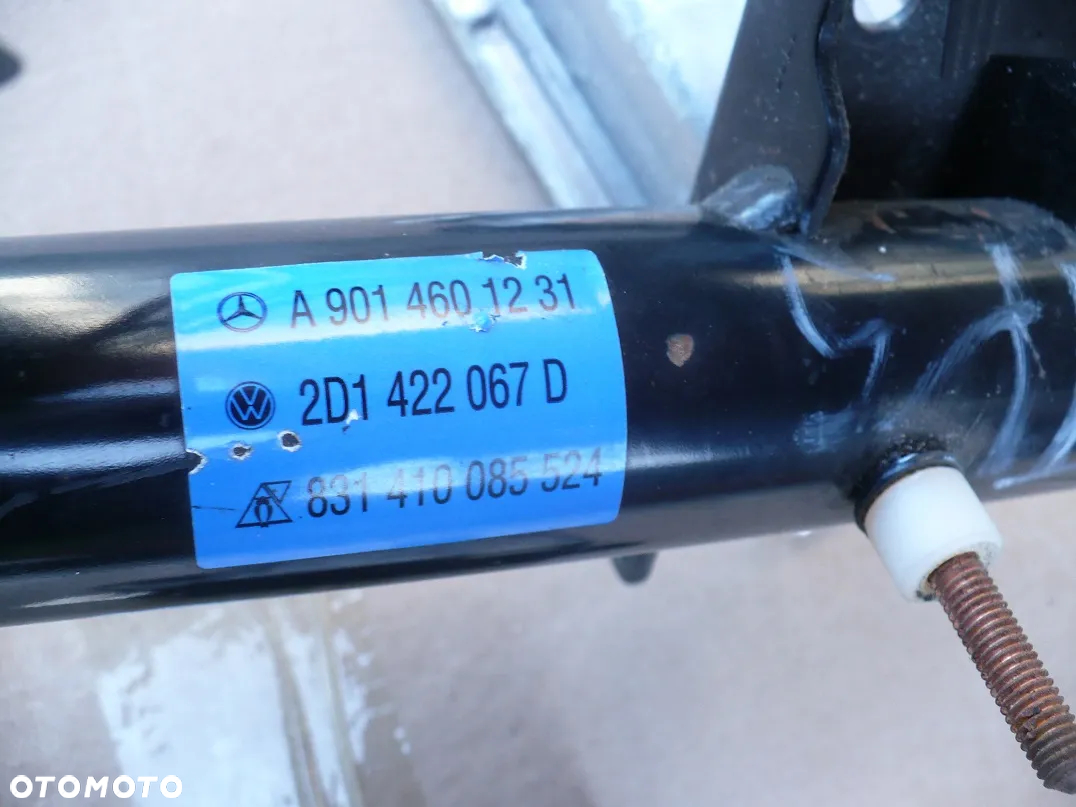 A 901 460 12 31
2D1 422 067 D
831 410 085 524
OTOMOTO